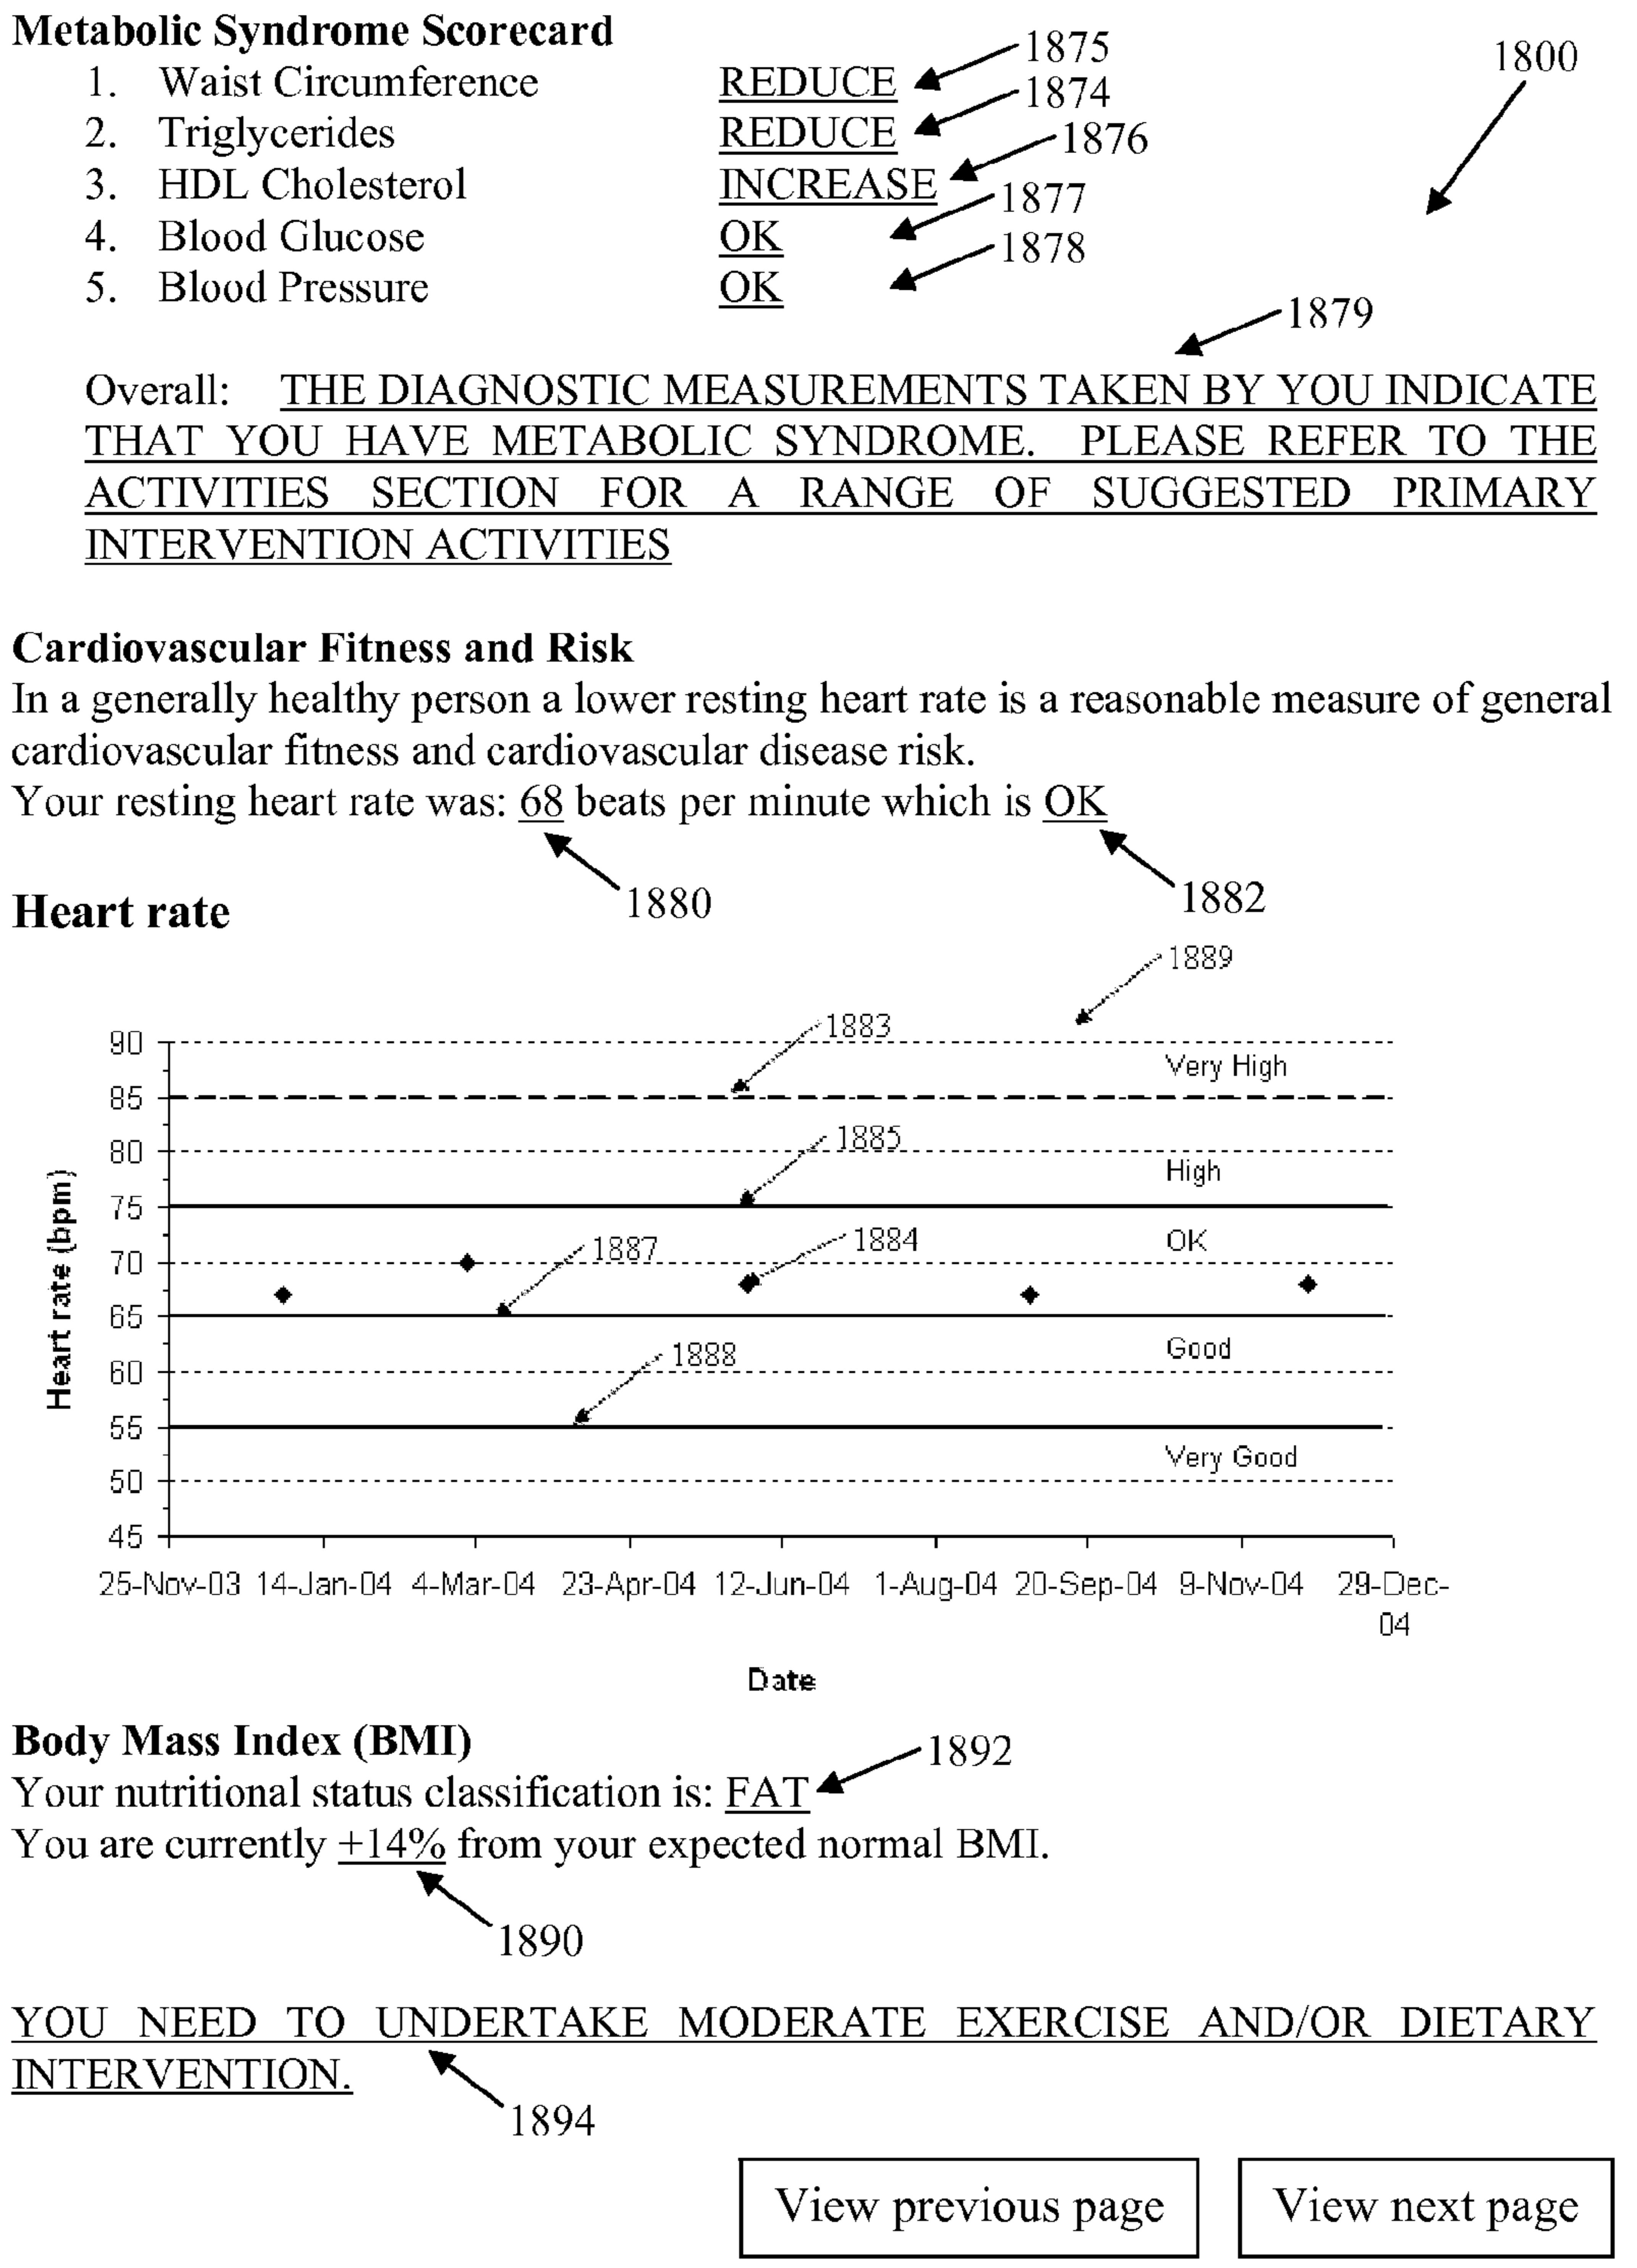 Metabolic Syndrome Scorecard
1875
1800
1. Waist Circumference REDUCE
1874
2. Triglycerides REDUCE
1876
3. HDL Cholesterol INCREASE
1877
4. Blood Glucose OK
1878
5. Blood Pressure OK
1879
Overall: THE DIAGNOSTIC MEASUREMENTS TAKEN BY YOU INDICATE
THAT YOU HAVE METABOLIC SYNDROME. PLEASE REFER TO THE
ACTIVITIES SECTION FOR A RANGE OF SUGGESTED PRIMARY
INTERVENTION ACTIVITIES
Cardiovascular Fitness and Risk
In a generally healthy person a lower resting heart rate is a reasonable measure of general
cardiovascular fitness and cardiovascular disease risk.
Your resting heart rate was: 68 beats per minute which is OK
1880
1882
Heart rate
1889
1883
90
Very High
85
1885
80
High
75
1887
1884
OK
70
65
1888
Good
60
55
Very Good
50
45
Heart rate (bpm)
25-Nov-03 14-Jan-04 4-Mar-04 23-Apr-04 12-Jun-04 1-Aug-04 20-Sep-04 9-Nov-04 29-Dec-
04
Date
Body Mass Index (BMI)
1892
Your nutritional status classification is: FAT
You are currently +14% from your expected normal BMI.
1890
YOU NEED TO UNDERTAKE MODERATE EXERCISE AND/OR DIETARY
INTERVENTION.
1894
View previous page
View next page